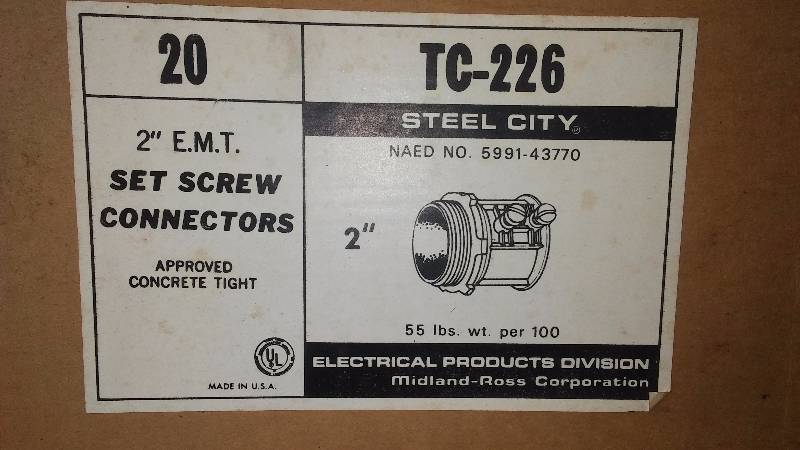 20
2" E.M.T.
SET SCREW
CONNECTORS
APPROVED
CONCRETE TIGHT
UL
MADE IN U.S.A.
TC-226
STEEL CITY®
NAED NO. 5991-43770
2"
55 lbs. wt. per 100
ELECTRICAL PRODUCTS DIVISION
Midland-Ross Corporation